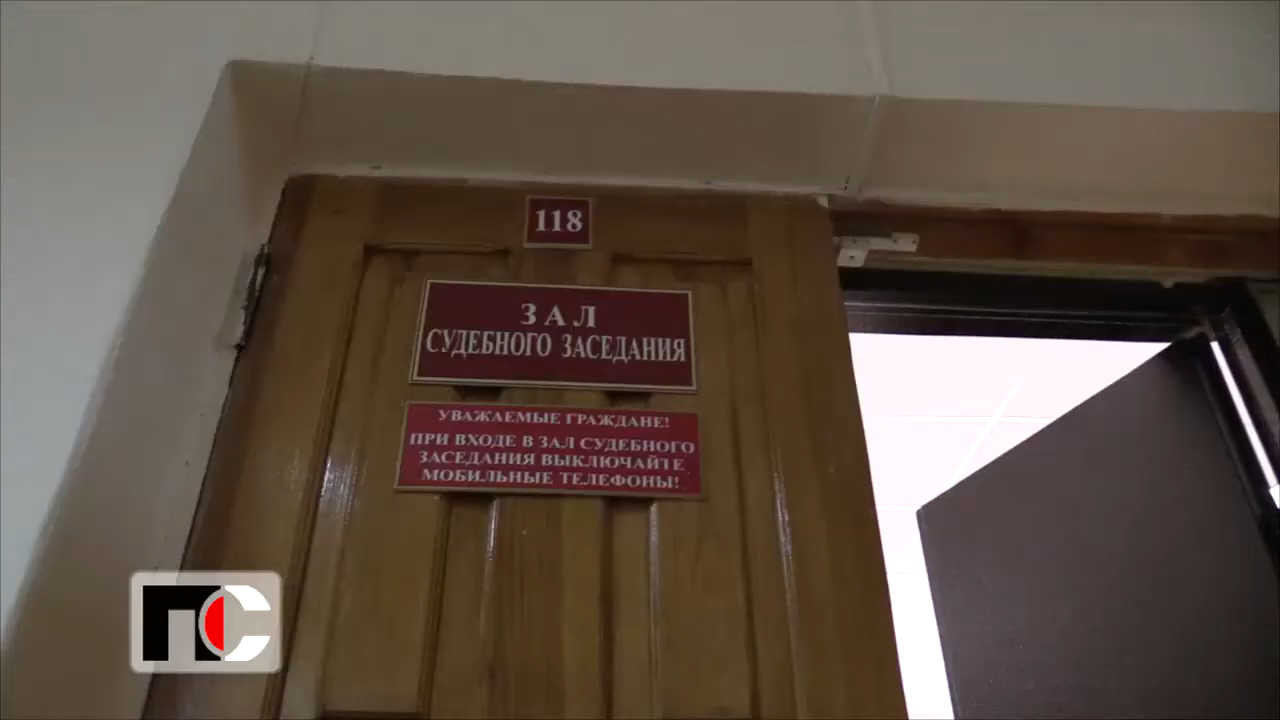 118
ЗАЛ
СУДЕБНОГО ЗАСЕДАНИЯ
УВАЖАЕМЫЕ ГРАЖДАНЕ!
ПРИ ВХОДЕ В ЗАЛ СУДЕБНОГО
ЗАСЕДАНИЯ ВЫКЛЮЧАЙТЕ
МОБИЛЬНЫЕ ТЕЛЕФОНЫ!
ПС